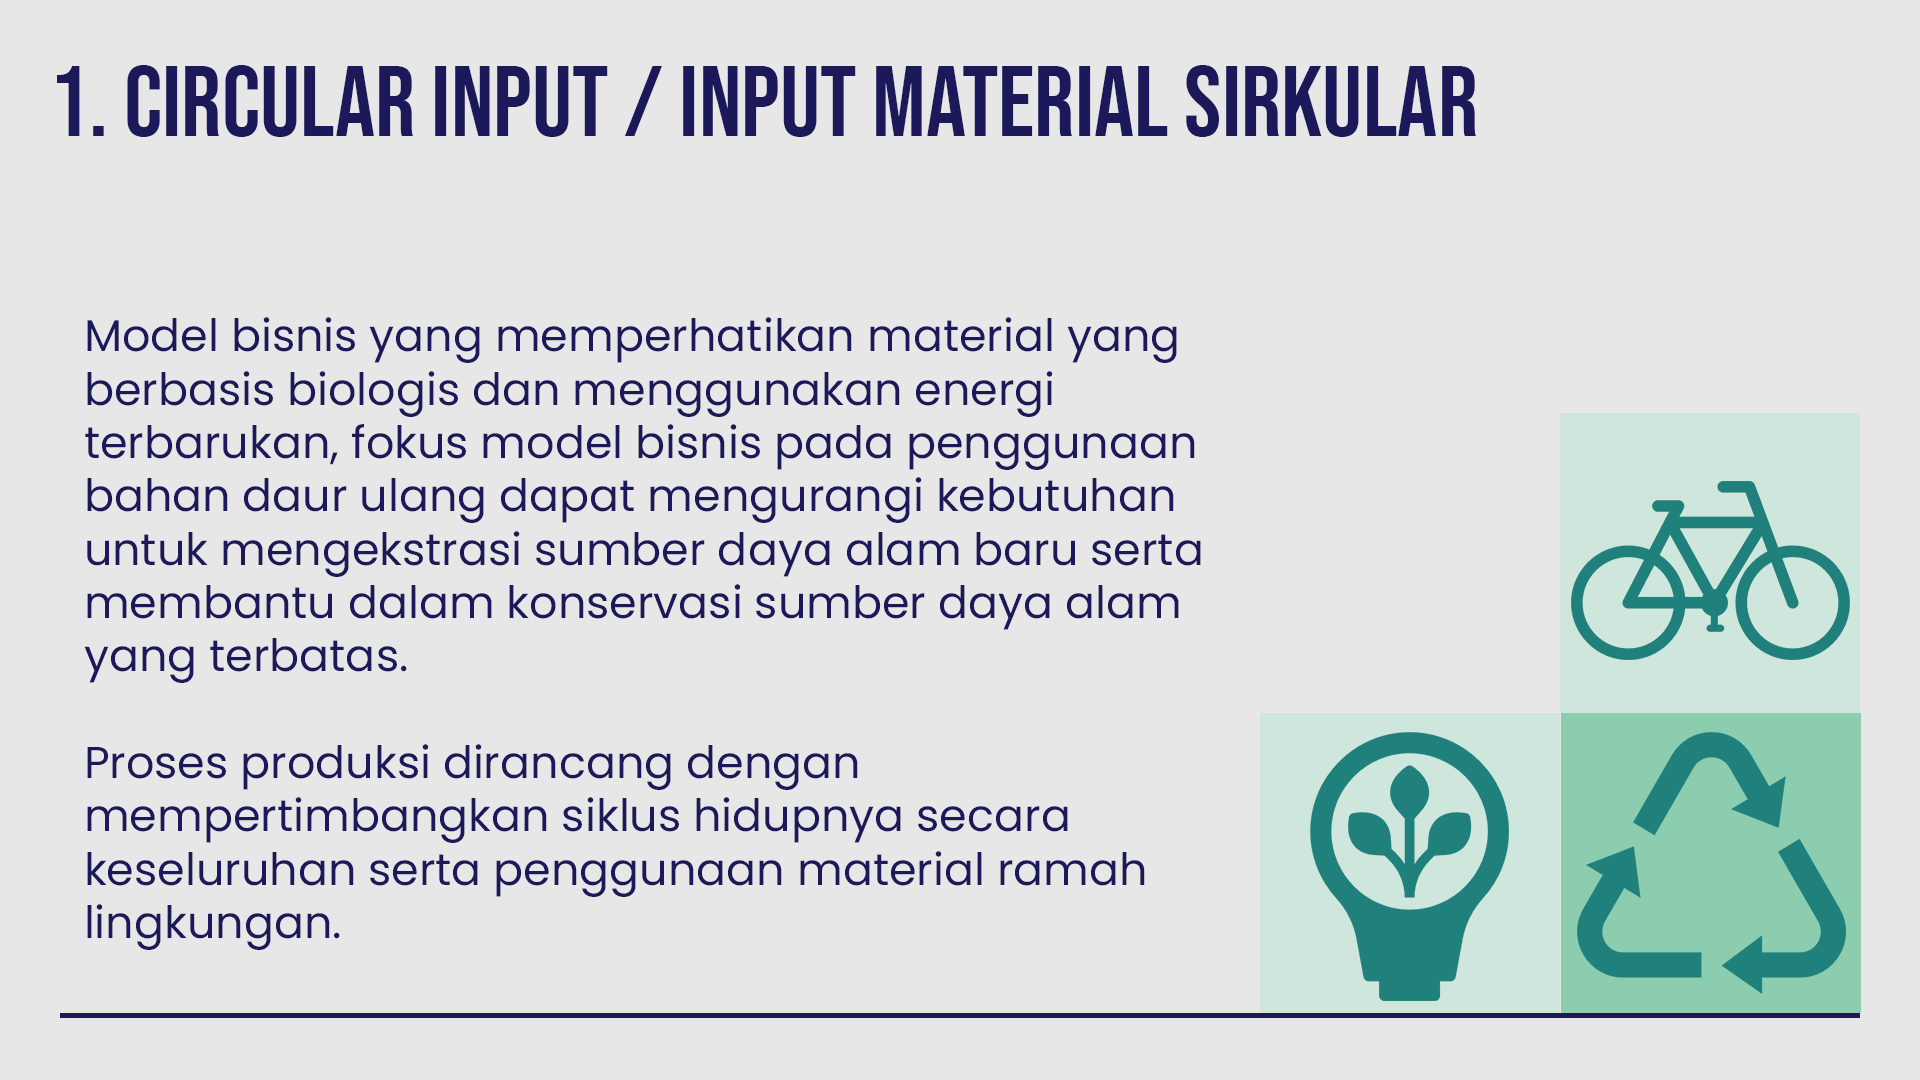 1. CIRCULAR INPUT / INPUT MATERIAL SIRKULAR
Model bisnis yang memperhatikan material yang
berbasis biologis dan menggunakan energi
terbarukan, fokus model bisnis pada penggunaan
bahan daur ulang dapat mengurangi kebutuhan
untuk mengekstrasi sumber daya alam baru serta
membantu dalam konservasi sumber daya alam
yang terbatas.
Proses produksi dirancang dengan
mempertimbangkan siklus hidupnya secara
keseluruhan serta penggunaan material ramah
lingkungan.